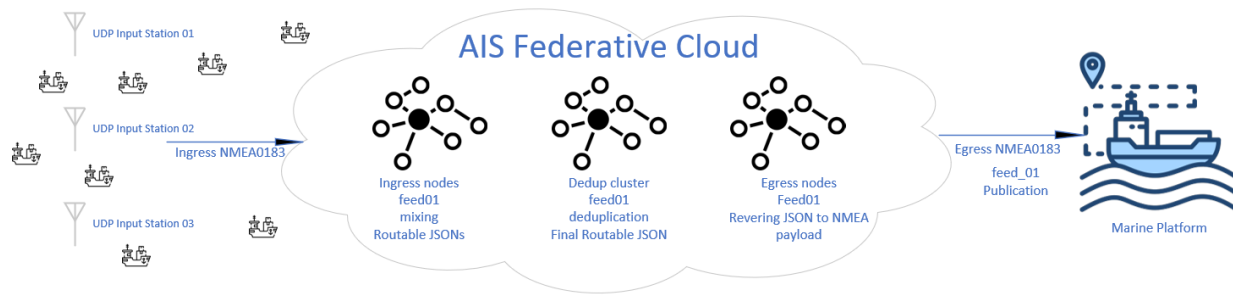 UDP Input Station 01
AIS Federative Cloud
UDP Input Station 02
Ingress NMEA0183
UDP Input Station 03
Ingress nodes
feed01
mixing
Routable JSONs
Dedup cluster
feed01
deduplication
Final Routable JSON
Egress nodes
Feed01
Revering JSON to NMEA
payload
Egress NMEA0183
feed_01
Publication
Marine Platform